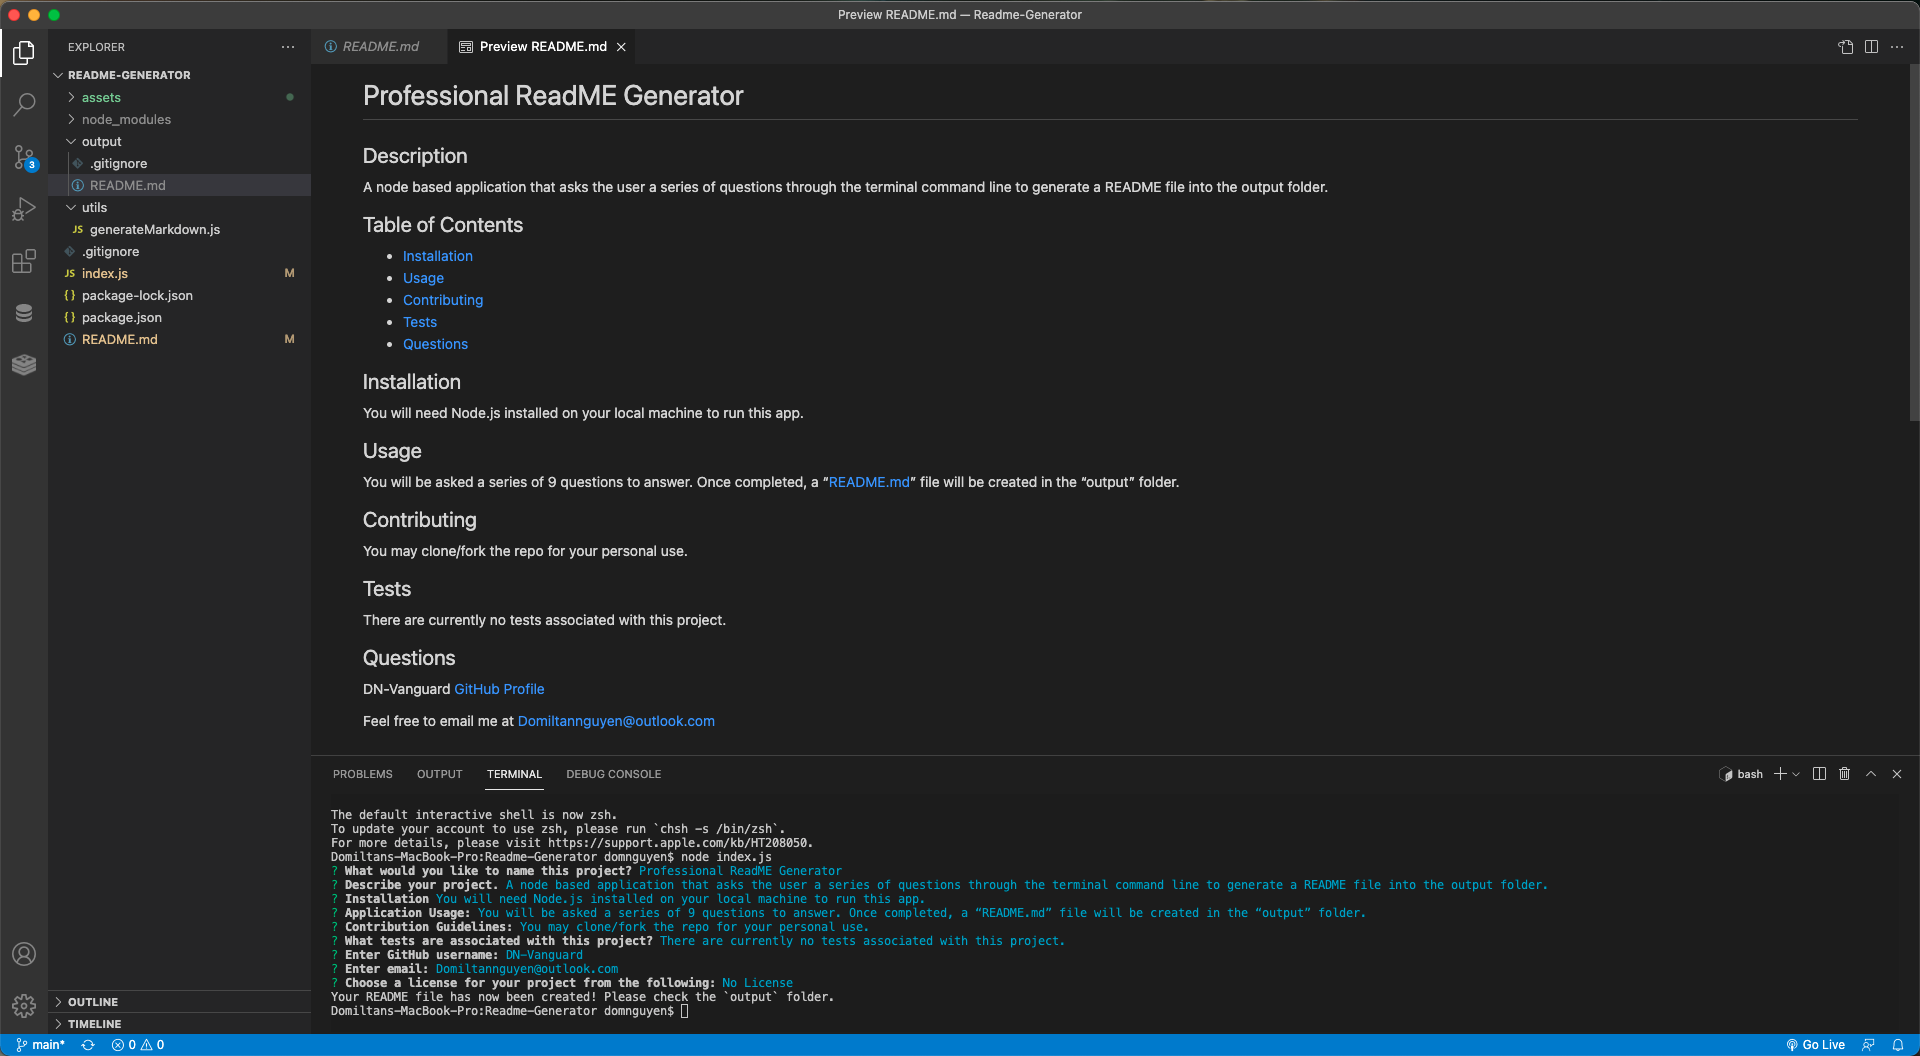 Preview README.md — Readme-Generator
EXPLORER
README-GENERATOR
assets
node_modules
output
.gitignore
README.md
utils
JS generateMarkdown.js
.gitignore
JS index.js M
{} package-lock.json
{} package.json
README.md M
OUTLINE
TIMELINE
3
README.md
Preview README.md
Professional ReadME Generator
Description
A node based application that asks the user a series of questions through the terminal command line to generate a README file into the output folder.
Table of Contents
• Installation
• Usage
• Contributing
• Tests
• Questions
Installation
You will need Node.js installed on your local machine to run this app.
Usage
You will be asked a series of 9 questions to answer. Once completed, a “README.md” file will be created in the “output” folder.
Contributing
You may clone/fork the repo for your personal use.
Tests
There are currently no tests associated with this project.
Questions
DN-Vanguard GitHub Profile
Feel free to email me at Domiltannguyen@outlook.com
PROBLEMS OUTPUT TERMINAL DEBUG CONSOLE
bash
The default interactive shell is now zsh.
To update your account to use zsh, please run `chsh -s /bin/zsh`.
For more details, please visit https://support.apple.com/kb/HT208050.
Domiltans-MacBook-Pro:Readme-Generator domnguyen$ node index.js
? What would you like to name this project? Professional ReadME Generator
? Describe your project. A node based application that asks the user a series of questions through the terminal command line to generate a README file into the output folder.
? Installation You will need Node.js installed on your local machine to run this app.
? Application Usage: You will be asked a series of 9 questions to answer. Once completed, a “README.md” file will be created in the “output” folder.
? Contribution Guidelines: You may clone/fork the repo for your personal use.
? What tests are associated with this project? There are currently no tests associated with this project.
? Enter GitHub username: DN-Vanguard
? Enter email: Domiltannguyen@outlook.com
? Choose a license for your project from the following: No License
Your README file has now been created! Please check the `output` folder.
Domiltans-MacBook-Pro:Readme-Generator domnguyen$
main* 0 0 Go Live